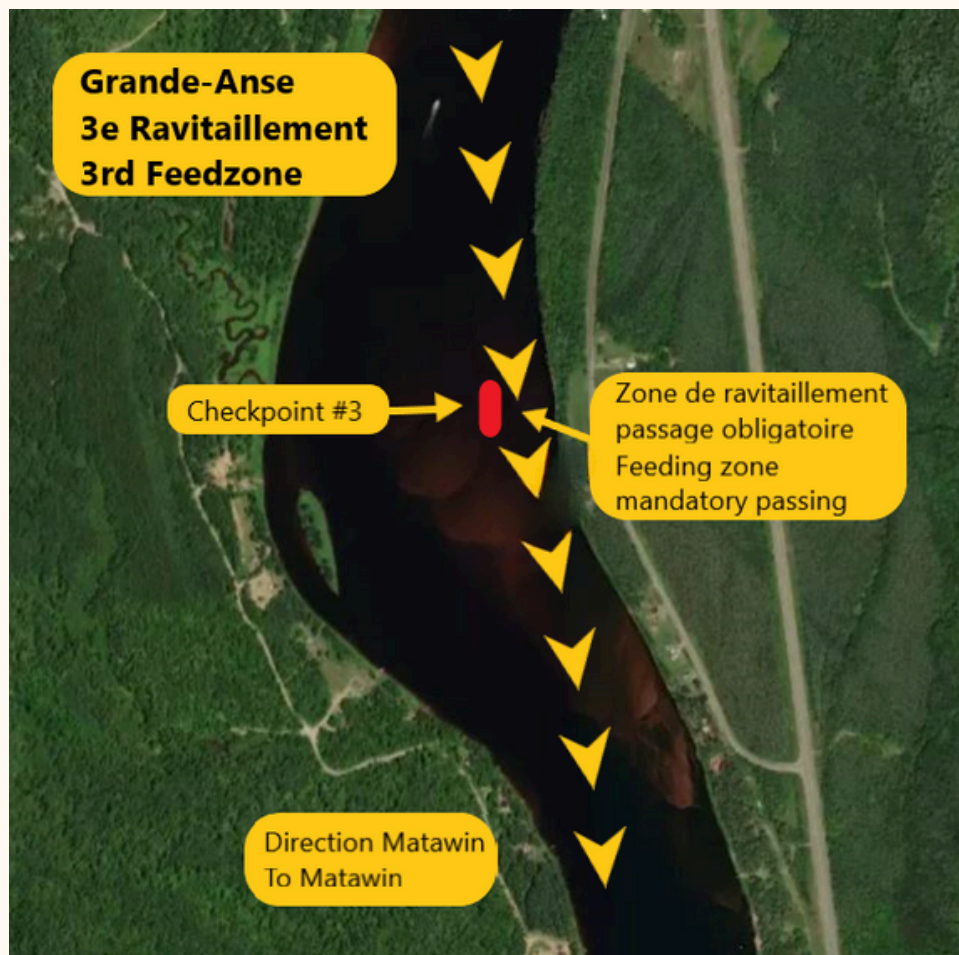 Grande-Anse
3e Ravitaillement
3rd Feedzone
Checkpoint #3
Zone de ravitaillement
passage obligatoire
Feeding zone
mandatory passing
Direction Matawin
To Matawin